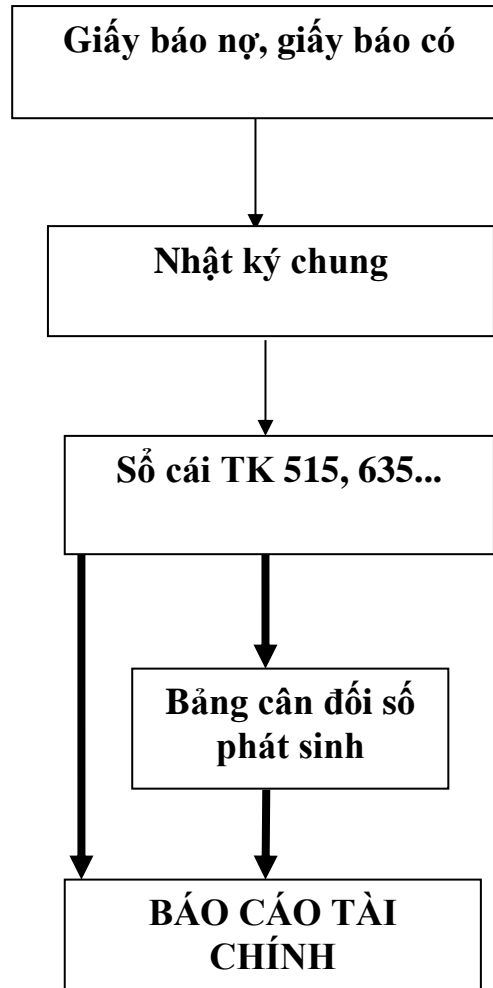 Giấy báo nợ, giấy báo có
Nhật ký chung
Sổ cái TK 515, 635...
Bảng cân đối số
phát sinh
BÁO CÁO TÀI
CHÍNH